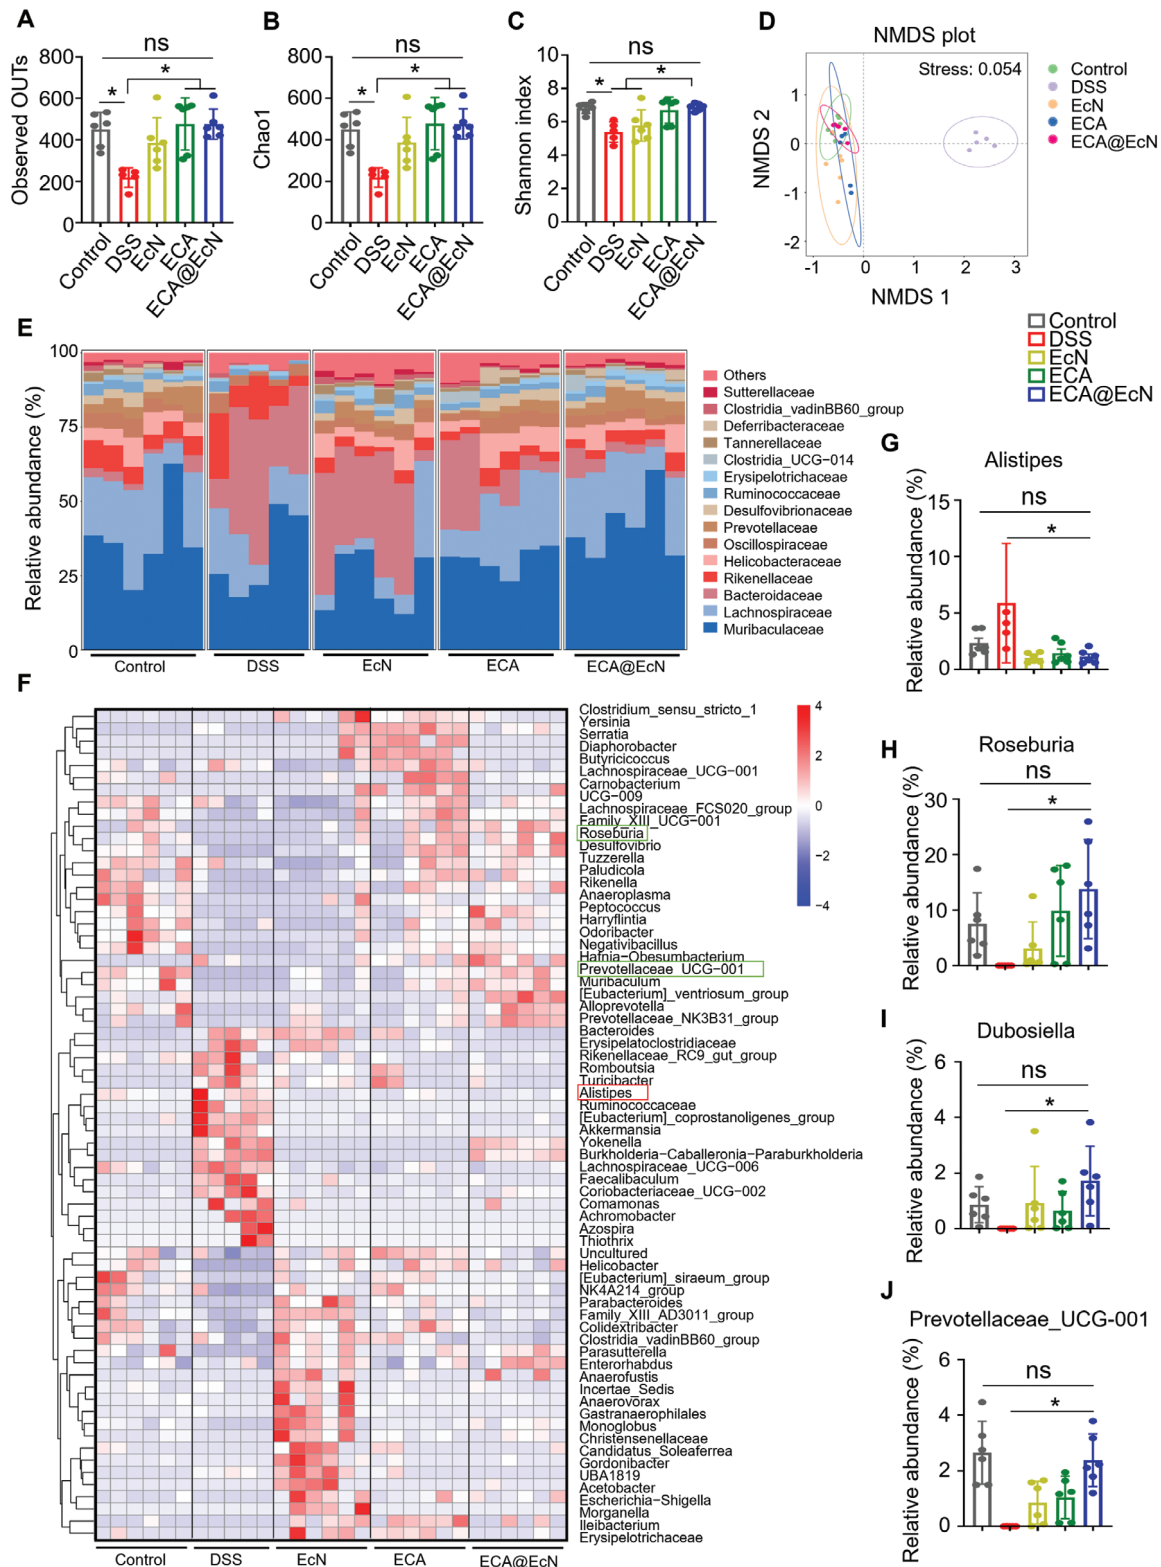 A
ns
*
*
Observed OUTs
800
600
400
200
0
Control
DSS
EcN
ECA
ECA@EcN
B
ns
*
*
Chao1
800
600
400
200
0
Control
DSS
EcN
ECA
ECA@EcN
C
ns
*
*
Shannon index
10
8
6
4
2
0
Control
DSS
EcN
ECA
ECA@EcN
D
NMDS plot
Stress: 0.054
NMDS 2
1
0
-1
-2
-1
0
1
2
3
NMDS 1
Control
DSS
EcN
ECA
ECA@EcN
Control
DSS
EcN
ECA
ECA@EcN
E
Relative abundance (%)
100
75
50
25
0
Control
DSS
EcN
ECA
ECA@EcN
Others
Sutterellaceae
Clostridia_vadinBB60_group
Deferribacteraceae
Tannerellaceae
Clostridia_UCG-014
Erysipelotrichaceae
Ruminococcaceae
Desulfovibrionaceae
Prevotellaceae
Oscillospiraceae
Helicobacteraceae
Rikenellaceae
Bacteroidaceae
Lachnospiraceae
Muribaculaceae
F
Clostridium_sensu_stricto_1
Yersinia
Serratia
Diaphorobacter
Butyricicoccus
Lachnospiraceae_UCG-001
Carnobacterium
UCG-009
Lachnospiraceae_FCS020_group
Family_XIII_UCG-001
Roseburia
Desulfovibrio
Tuzzerella
Paludicola
Rikenella
Anaeroplasma
Peptococcus
Harryflintia
Odoribacter
Negativibacillus
Hafnia-Obesumbacterium
Prevotellaceae_UCG-001
Muribaculum
[Eubacterium]_ventriosum_group
Alloprevotella
Prevotellaceae_NK3B31_group
Bacteroides
Erysipelatoclostridiaceae
Rikenellaceae_RC9_gut_group
Romboutsia
Turicibacter
Alistipes
Ruminococcaceae
[Eubacterium]_coprostanoligenes_group
Akkermansia
Yokenella
Burkholderia-Caballeronia-Paraburkholderia
Lachnospiraceae_UCG-006
Faecalibaculum
Coriobacteriaceae_UCG-002
Comamonas
Achromobacter
Azospira
Thiothrix
Uncultured
Helicobacter
[Eubacterium]_siraeum_group
NK4A214_group
Parabacteroides
Family_XIII_AD3011_group
Colidextribacter
Clostridia_vadinBB60_group
Parasutterella
Enterorhabdus
Anaerofustis
Incertae_Sedis
Anaerovorax
Gastranaerophilales
Monoglobus
Christensenellaceae
Candidatus_Soleaferrea
Gordonibacter
UBA1819
Acetobacter
Escherichia-Shigella
Morganella
Ileibacterium
Erysipelotrichaceae
4
2
0
−2
−4
Control
DSS
EcN
ECA
ECA@EcN
G
Alistipes
ns
*
Relative abundance (%)
15
10
5
0
H
Roseburia
ns
*
Relative abundance (%)
30
20
10
0
I
Dubosiella
ns
*
Relative abundance (%)
6
4
2
0
J
Prevotellaceae_UCG-001
ns
*
Relative abundance (%)
6
4
2
0